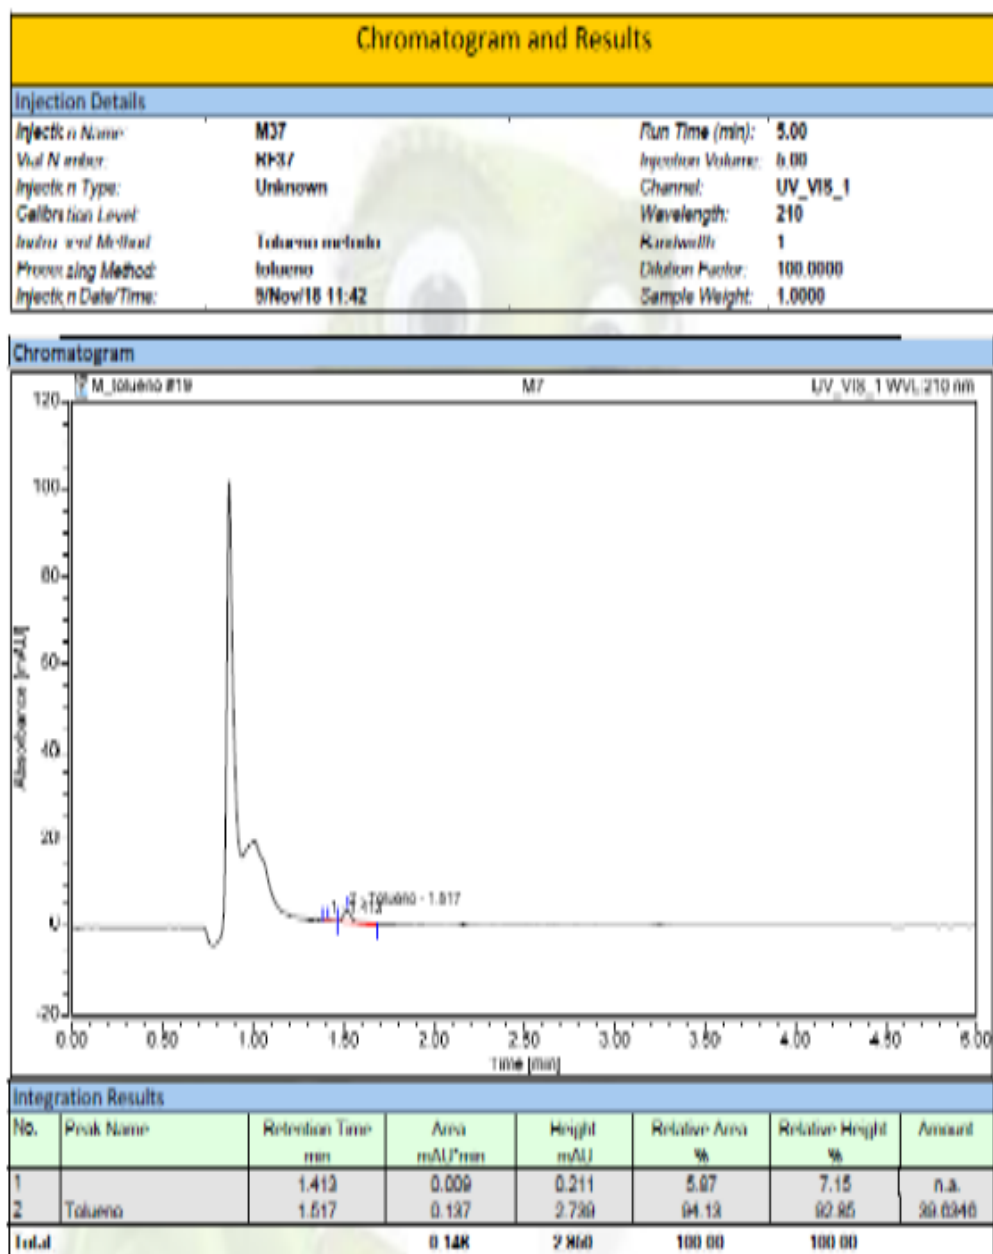 Chromatogram and Results
Injection Details
Injection Name: M37 Run Time (min): 5.00
Vial Number: Injection Volume:
Injection Type: Unknown Channel: UV_VIS_1
Calibration Level: Wavelength: 210
Instrument Method Tolueno metodo Bandwidth 1
Processing Method: tolueno Dilution Factor: 100.0000
Injection Date/Time: 9/Nov/18 11:42 Sample Weight: 1.0000
Chromatogram
M_tolueno #19 M7 UV_VIS_1 WVL:210 nm
120
100
80
60
40
20
0
-20
Absorbance [mAU]
2 - Tolueno - 1.517
0.00 0.50 1.00 1.50 2.00 2.50 3.00 3.50 4.00 4.50 5.00
Time [min]
Integration Results
No. Peak Name Retention Time Area Height Relative Area Relative Height Amount
min mAU*min mAU % %
1 1.413 0.009 0.211 5.87 7.15 n.a.
2 Tolueno 1.517 0.137 2.739 94.13 92.85
Total 100.00 100.00